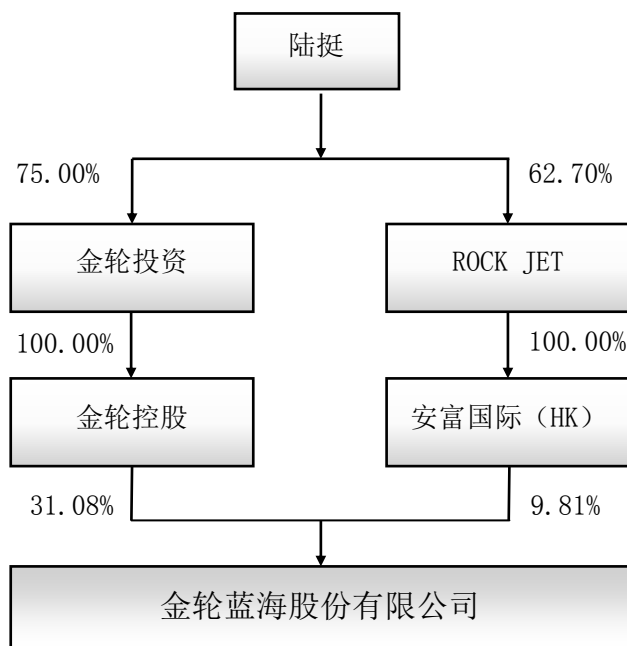 陆挺
75.00%
62.70%
金轮投资
ROCK JET
100.00%
100.00%
金轮控股
安富国际（HK）
31.08%
9.81%
金轮蓝海股份有限公司